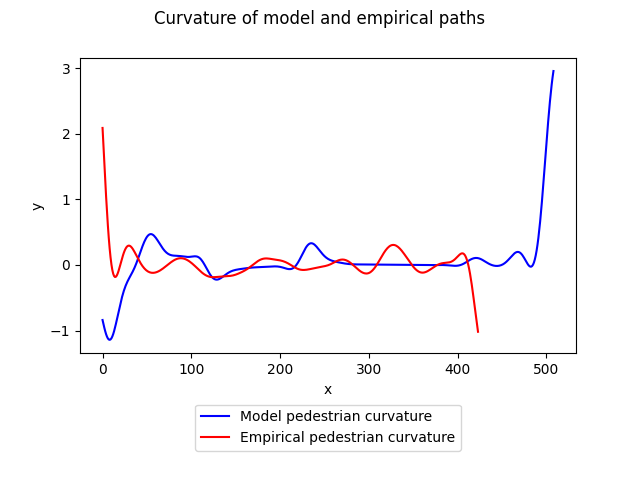 Curvature of model and empirical paths
3
2
1
0
−1
y
0 100 200 300 400 500
x
Model pedestrian curvature
Empirical pedestrian curvature